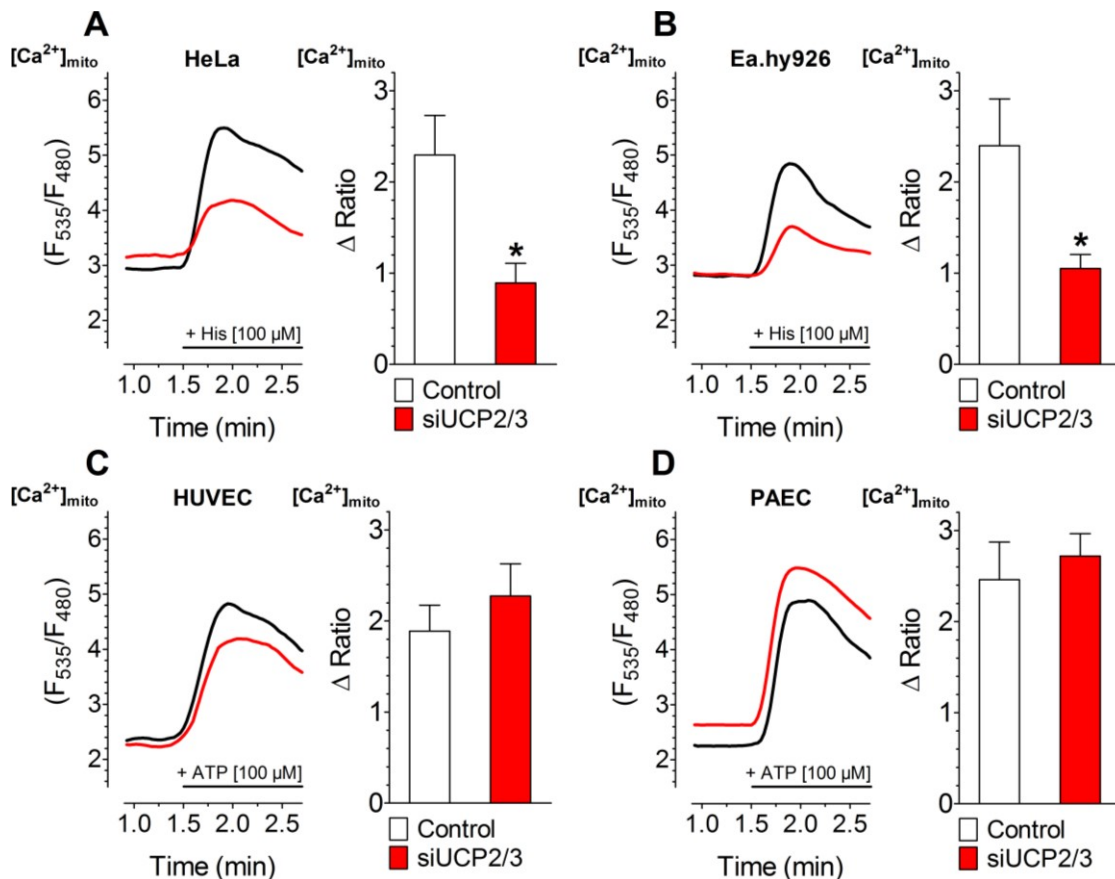 A
[Ca²⁺]mito
HeLa
(F₅₃₅/F₄₈₀)
6
5
4
3
2
+ His [100 µM]
1.0 1.5 2.0 2.5
Time (min)
[Ca²⁺]mito
Δ Ratio
3
2
1
0
*
Control
siUCP2/3
B
[Ca²⁺]mito
Ea.hy926
(F₅₃₅/F₄₈₀)
6
5
4
3
2
+ His [100 µM]
1.0 1.5 2.0 2.5
Time (min)
[Ca²⁺]mito
Δ Ratio
3
2
1
0
*
Control
siUCP2/3
C
[Ca²⁺]mito
HUVEC
(F₅₃₅/F₄₈₀)
6
5
4
3
2
+ ATP [100 µM]
1.0 1.5 2.0 2.5
Time (min)
[Ca²⁺]mito
Δ Ratio
3
2
1
0
Control
siUCP2/3
D
[Ca²⁺]mito
PAEC
(F₅₃₅/F₄₈₀)
6
5
4
3
2
+ ATP [100 µM]
1.0 1.5 2.0 2.5
Time (min)
[Ca²⁺]mito
Δ Ratio
3
2
1
0
Control
siUCP2/3